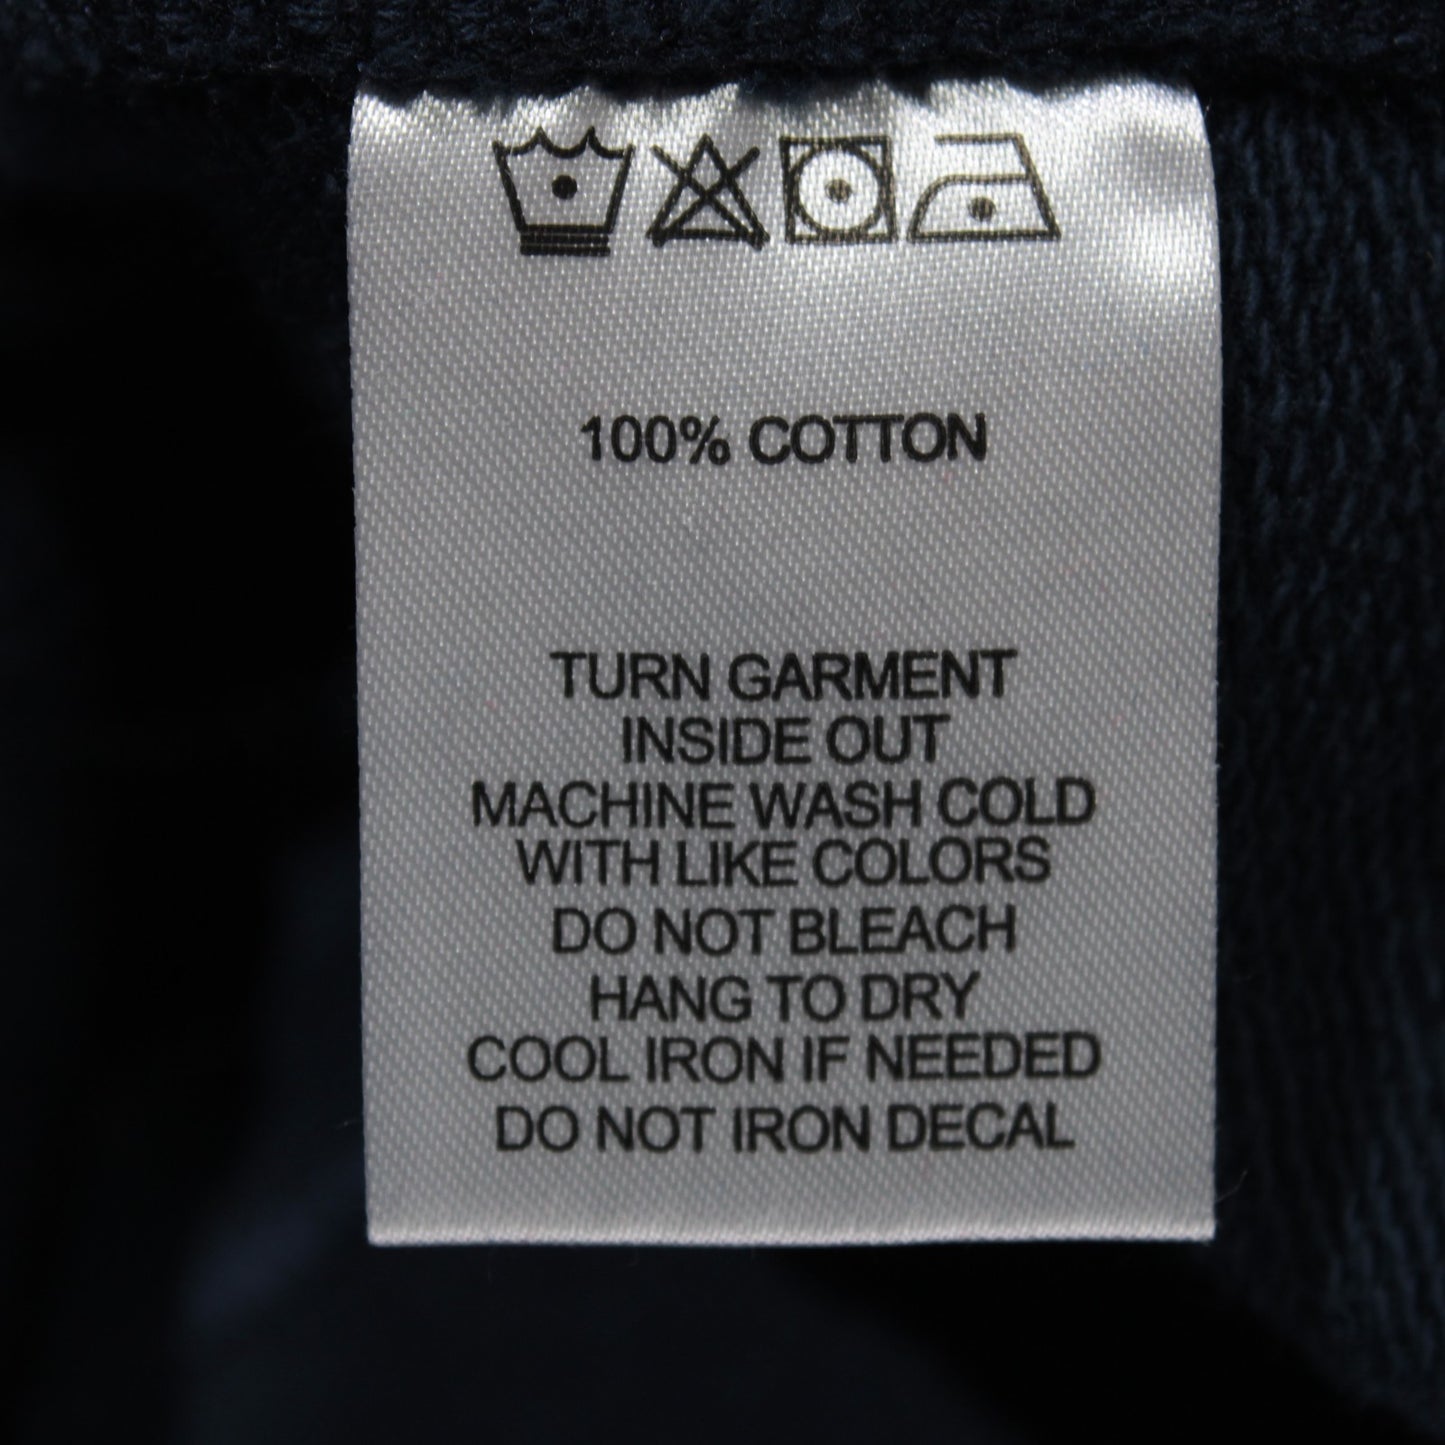 100% COTTON
TURN GARMENT
INSIDE OUT
MACHINE WASH COLD
WITH LIKE COLORS
DO NOT BLEACH
HANG TO DRY
COOL IRON IF NEEDED
DO NOT IRON DECAL